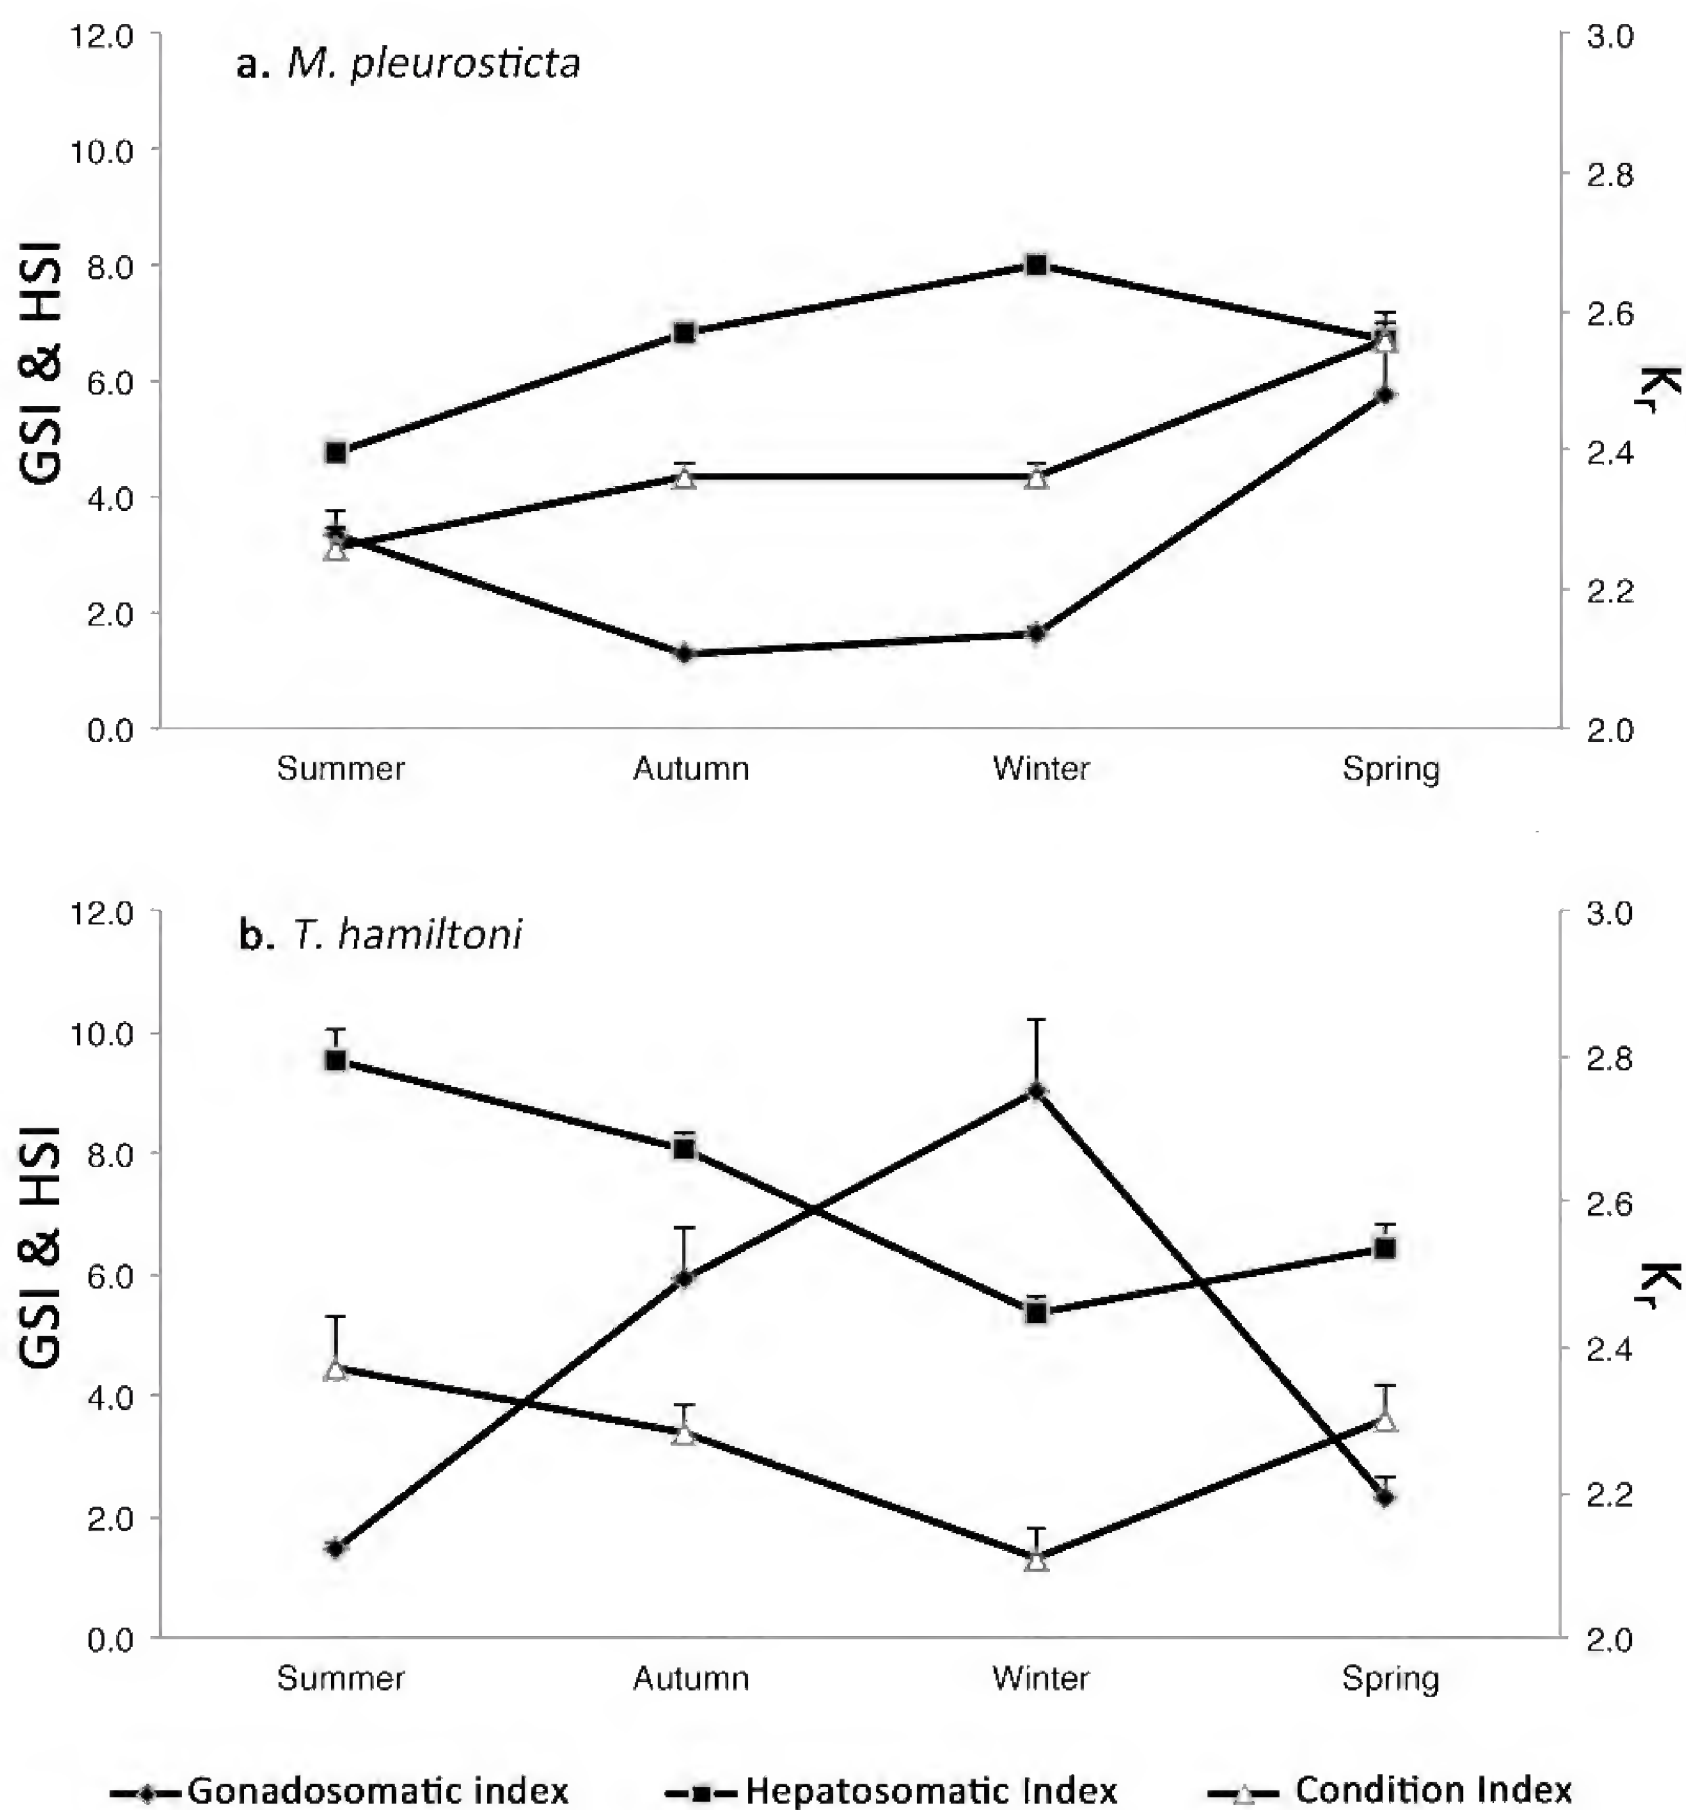 a. M. pleurosticta
12.0
10.0
8.0
6.0
4.0
2.0
0.0
GSI & HSI
3.0
2.8
2.6
2.4
2.2
2.0
Kr
Summer Autumn Winter Spring
b. T. hamiltoni
12.0
10.0
8.0
6.0
4.0
2.0
0.0
GSI & HSI
3.0
2.8
2.6
2.4
2.2
2.0
Kr
Summer Autumn Winter Spring
Gonadosomatic index Hepatosomatic Index Condition Index